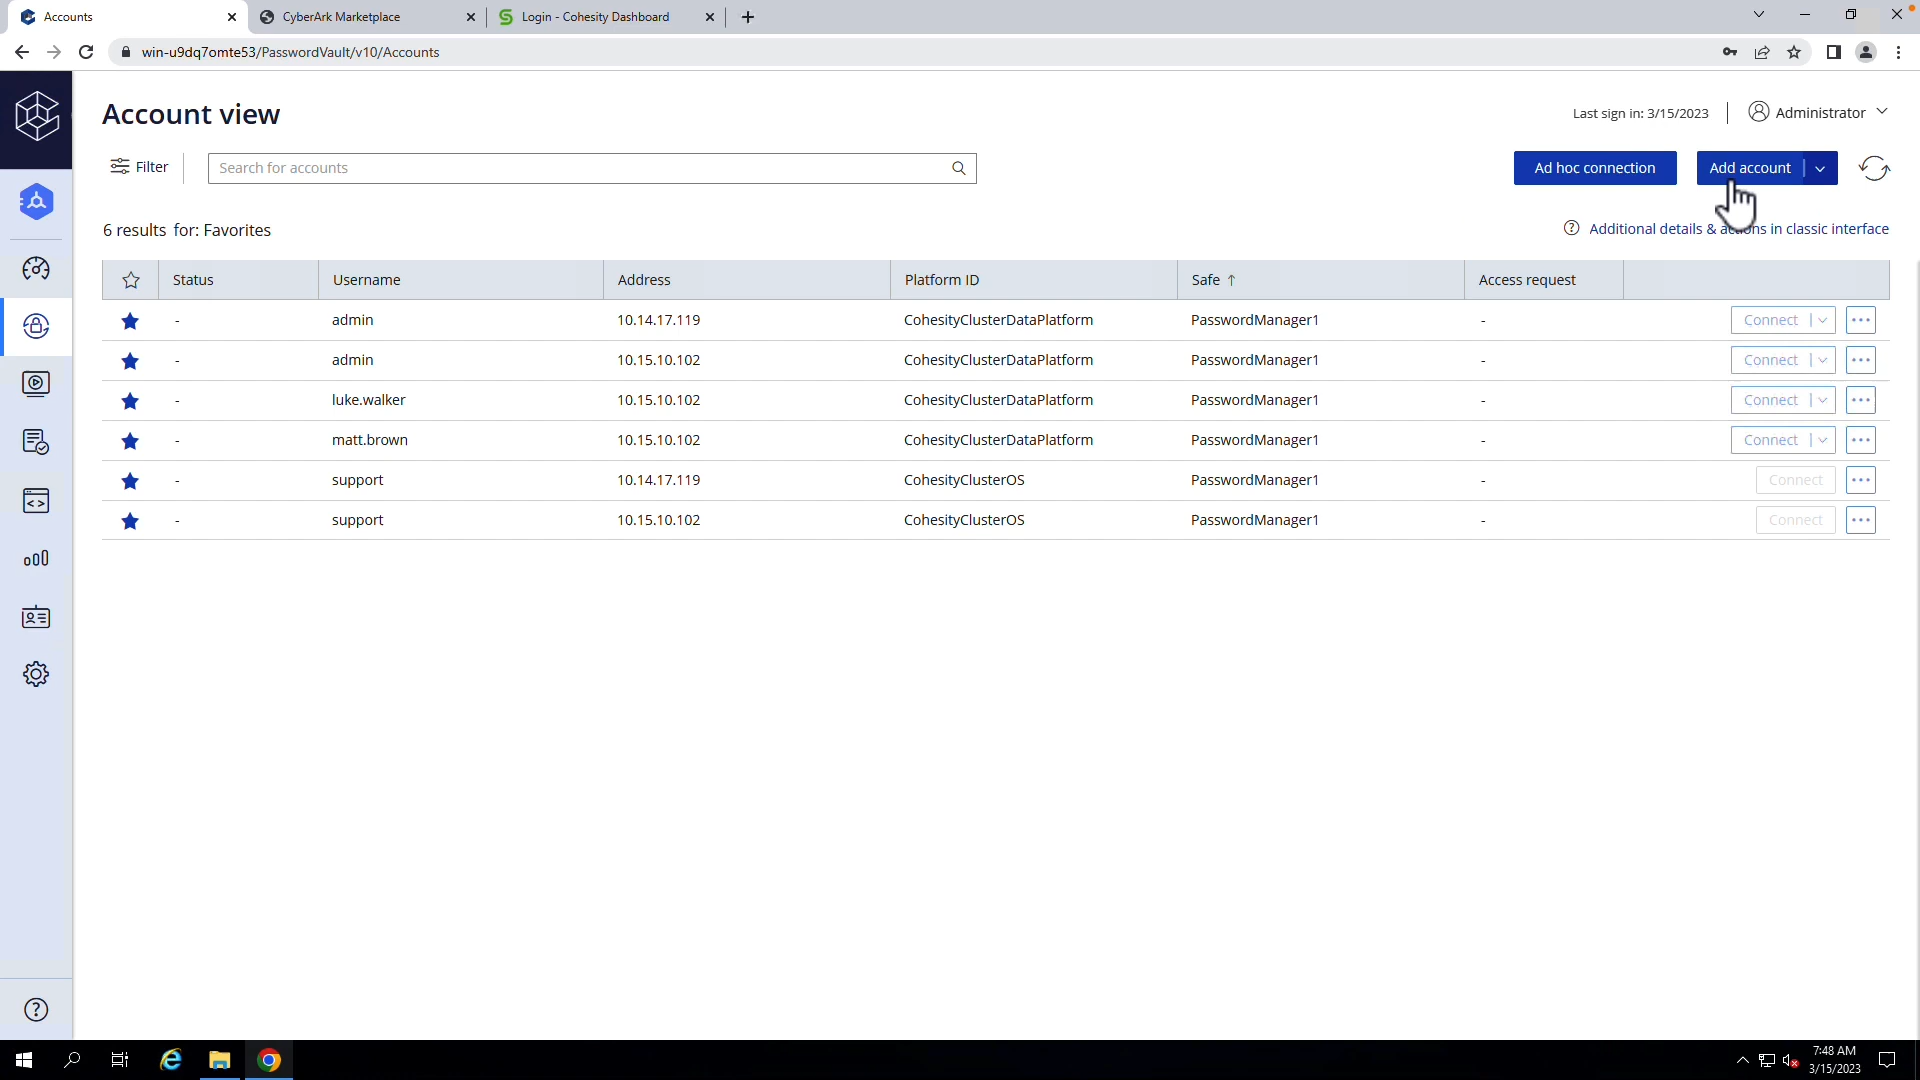 Accounts
CyberArk Marketplace
Login - Cohesity Dashboard
win-u9dq7omte53/PasswordVault/v10/Accounts
Account view
Last sign in: 3/15/2023
Administrator
Filter
Search for accounts
Ad hoc connection
Add account
6 results for: Favorites
Additional details & actions in classic interface
Status Username Address Platform ID Safe ↑ Access request
- admin 10.14.17.119 CohesityClusterDataPlatform PasswordManager1 - Connect
- admin 10.15.10.102 CohesityClusterDataPlatform PasswordManager1 - Connect
- luke.walker 10.15.10.102 CohesityClusterDataPlatform PasswordManager1 - Connect
- matt.brown 10.15.10.102 CohesityClusterDataPlatform PasswordManager1 - Connect
- support 10.14.17.119 CohesityClusterOS PasswordManager1 - Connect
- support 10.15.10.102 CohesityClusterOS PasswordManager1 - Connect
7:48 AM
3/15/2023